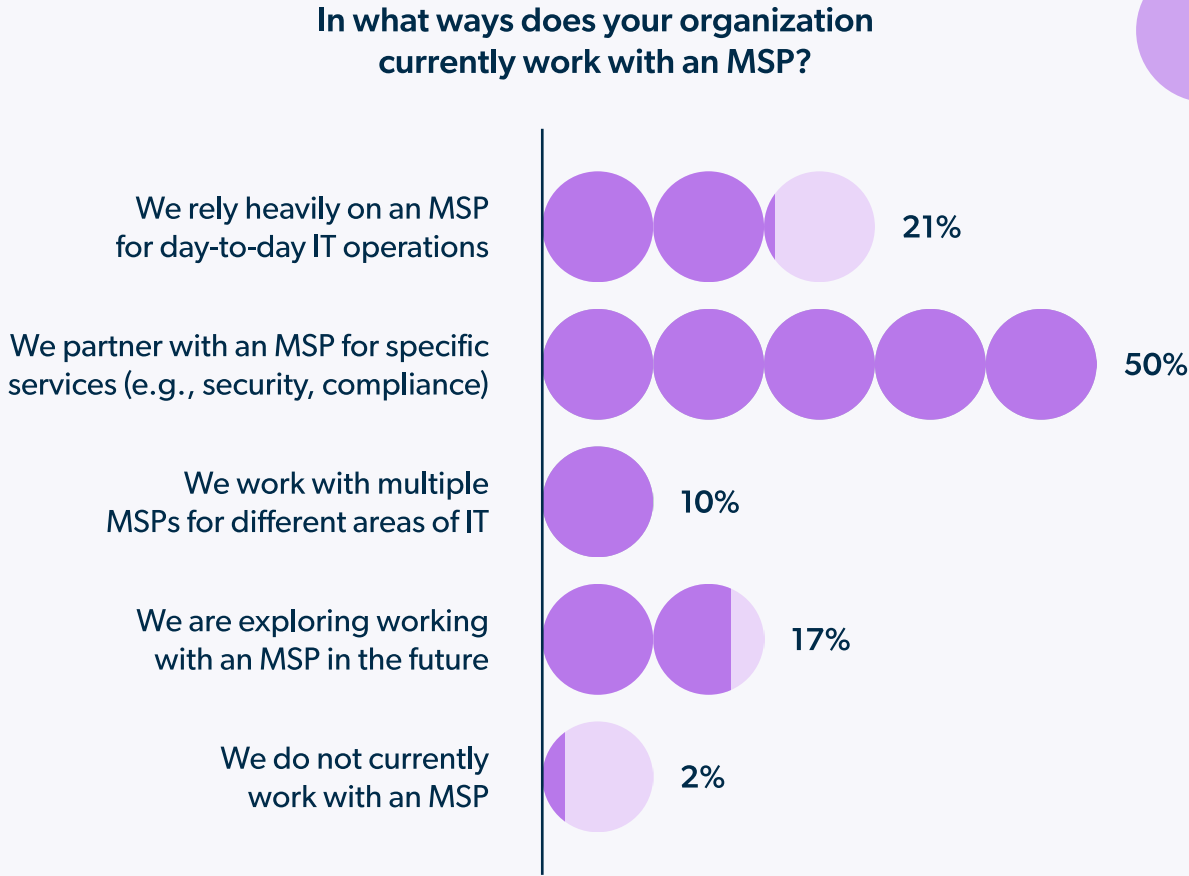 In what ways does your organization
currently work with an MSP?
We rely heavily on an MSP
for day-to-day IT operations
21%
We partner with an MSP for specific
services (e.g., security, compliance)
50%
We work with multiple
MSPs for different areas of IT
10%
We are exploring working
with an MSP in the future
17%
We do not currently
work with an MSP
2%